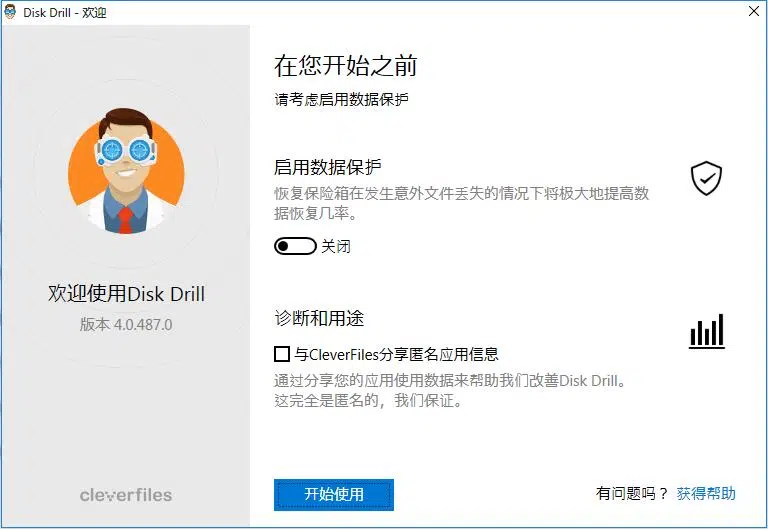 Disk Drill - 欢迎
欢迎使用Disk Drill
版本 4.0.487.0
cleverfiles
在您开始之前
请考虑启用数据保护
启用数据保护
恢复保险箱在发生意外文件丢失的情况下将极大地提高数
据恢复几率。
关闭
诊断和用途
与CleverFiles分享匿名应用信息
通过分享您的应用使用数据来帮助我们改善Disk Drill。
这完全是匿名的，我们保证。
开始使用
有问题吗？ 获得帮助